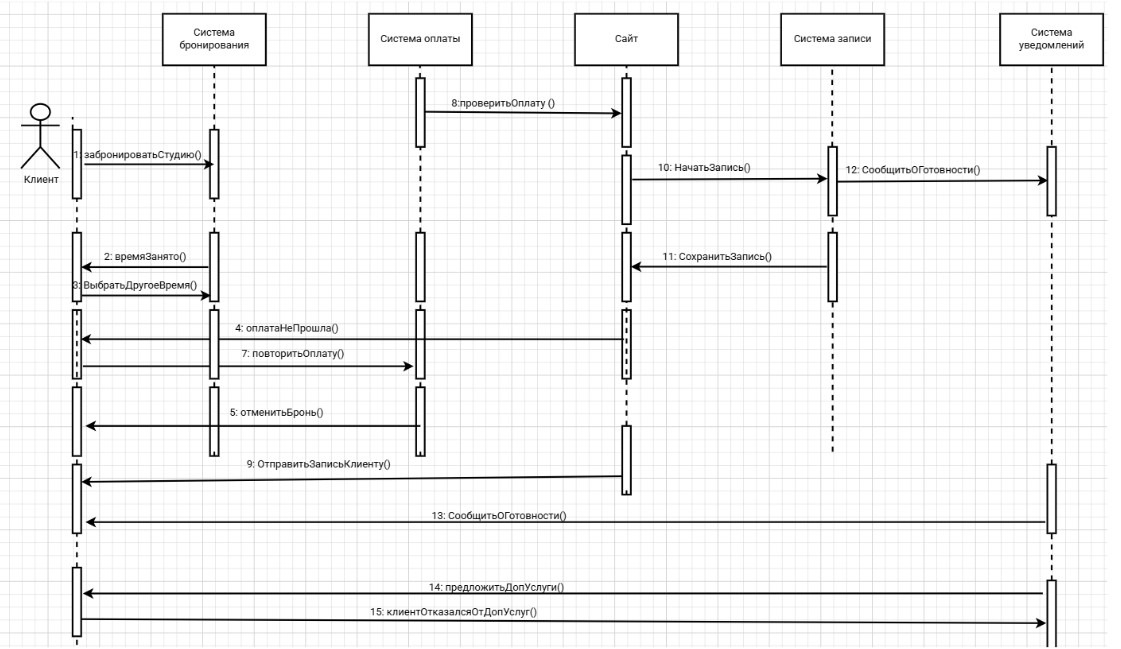 Система
бронирования
Система оплаты
Сайт
Система записи
Система
уведомлений
8:проверитьОплату ()
1: забронироватьСтудию()
Клиент
10: НачатьЗапись()
12: СообщитьОГотовности()
2: времяЗанято()
11: СохранитьЗапись()
3: ВыбратьДругоеВремя()
4: оплатаНеПрошла()
7: повторитьОплату()
5: отменитьБронь()
9: ОтправитьЗаписьКлиенту()
13: СообщитьОГотовности()
14: предложитьДопУслуги()
15: клиентОтказалсяОтДопУслуг()